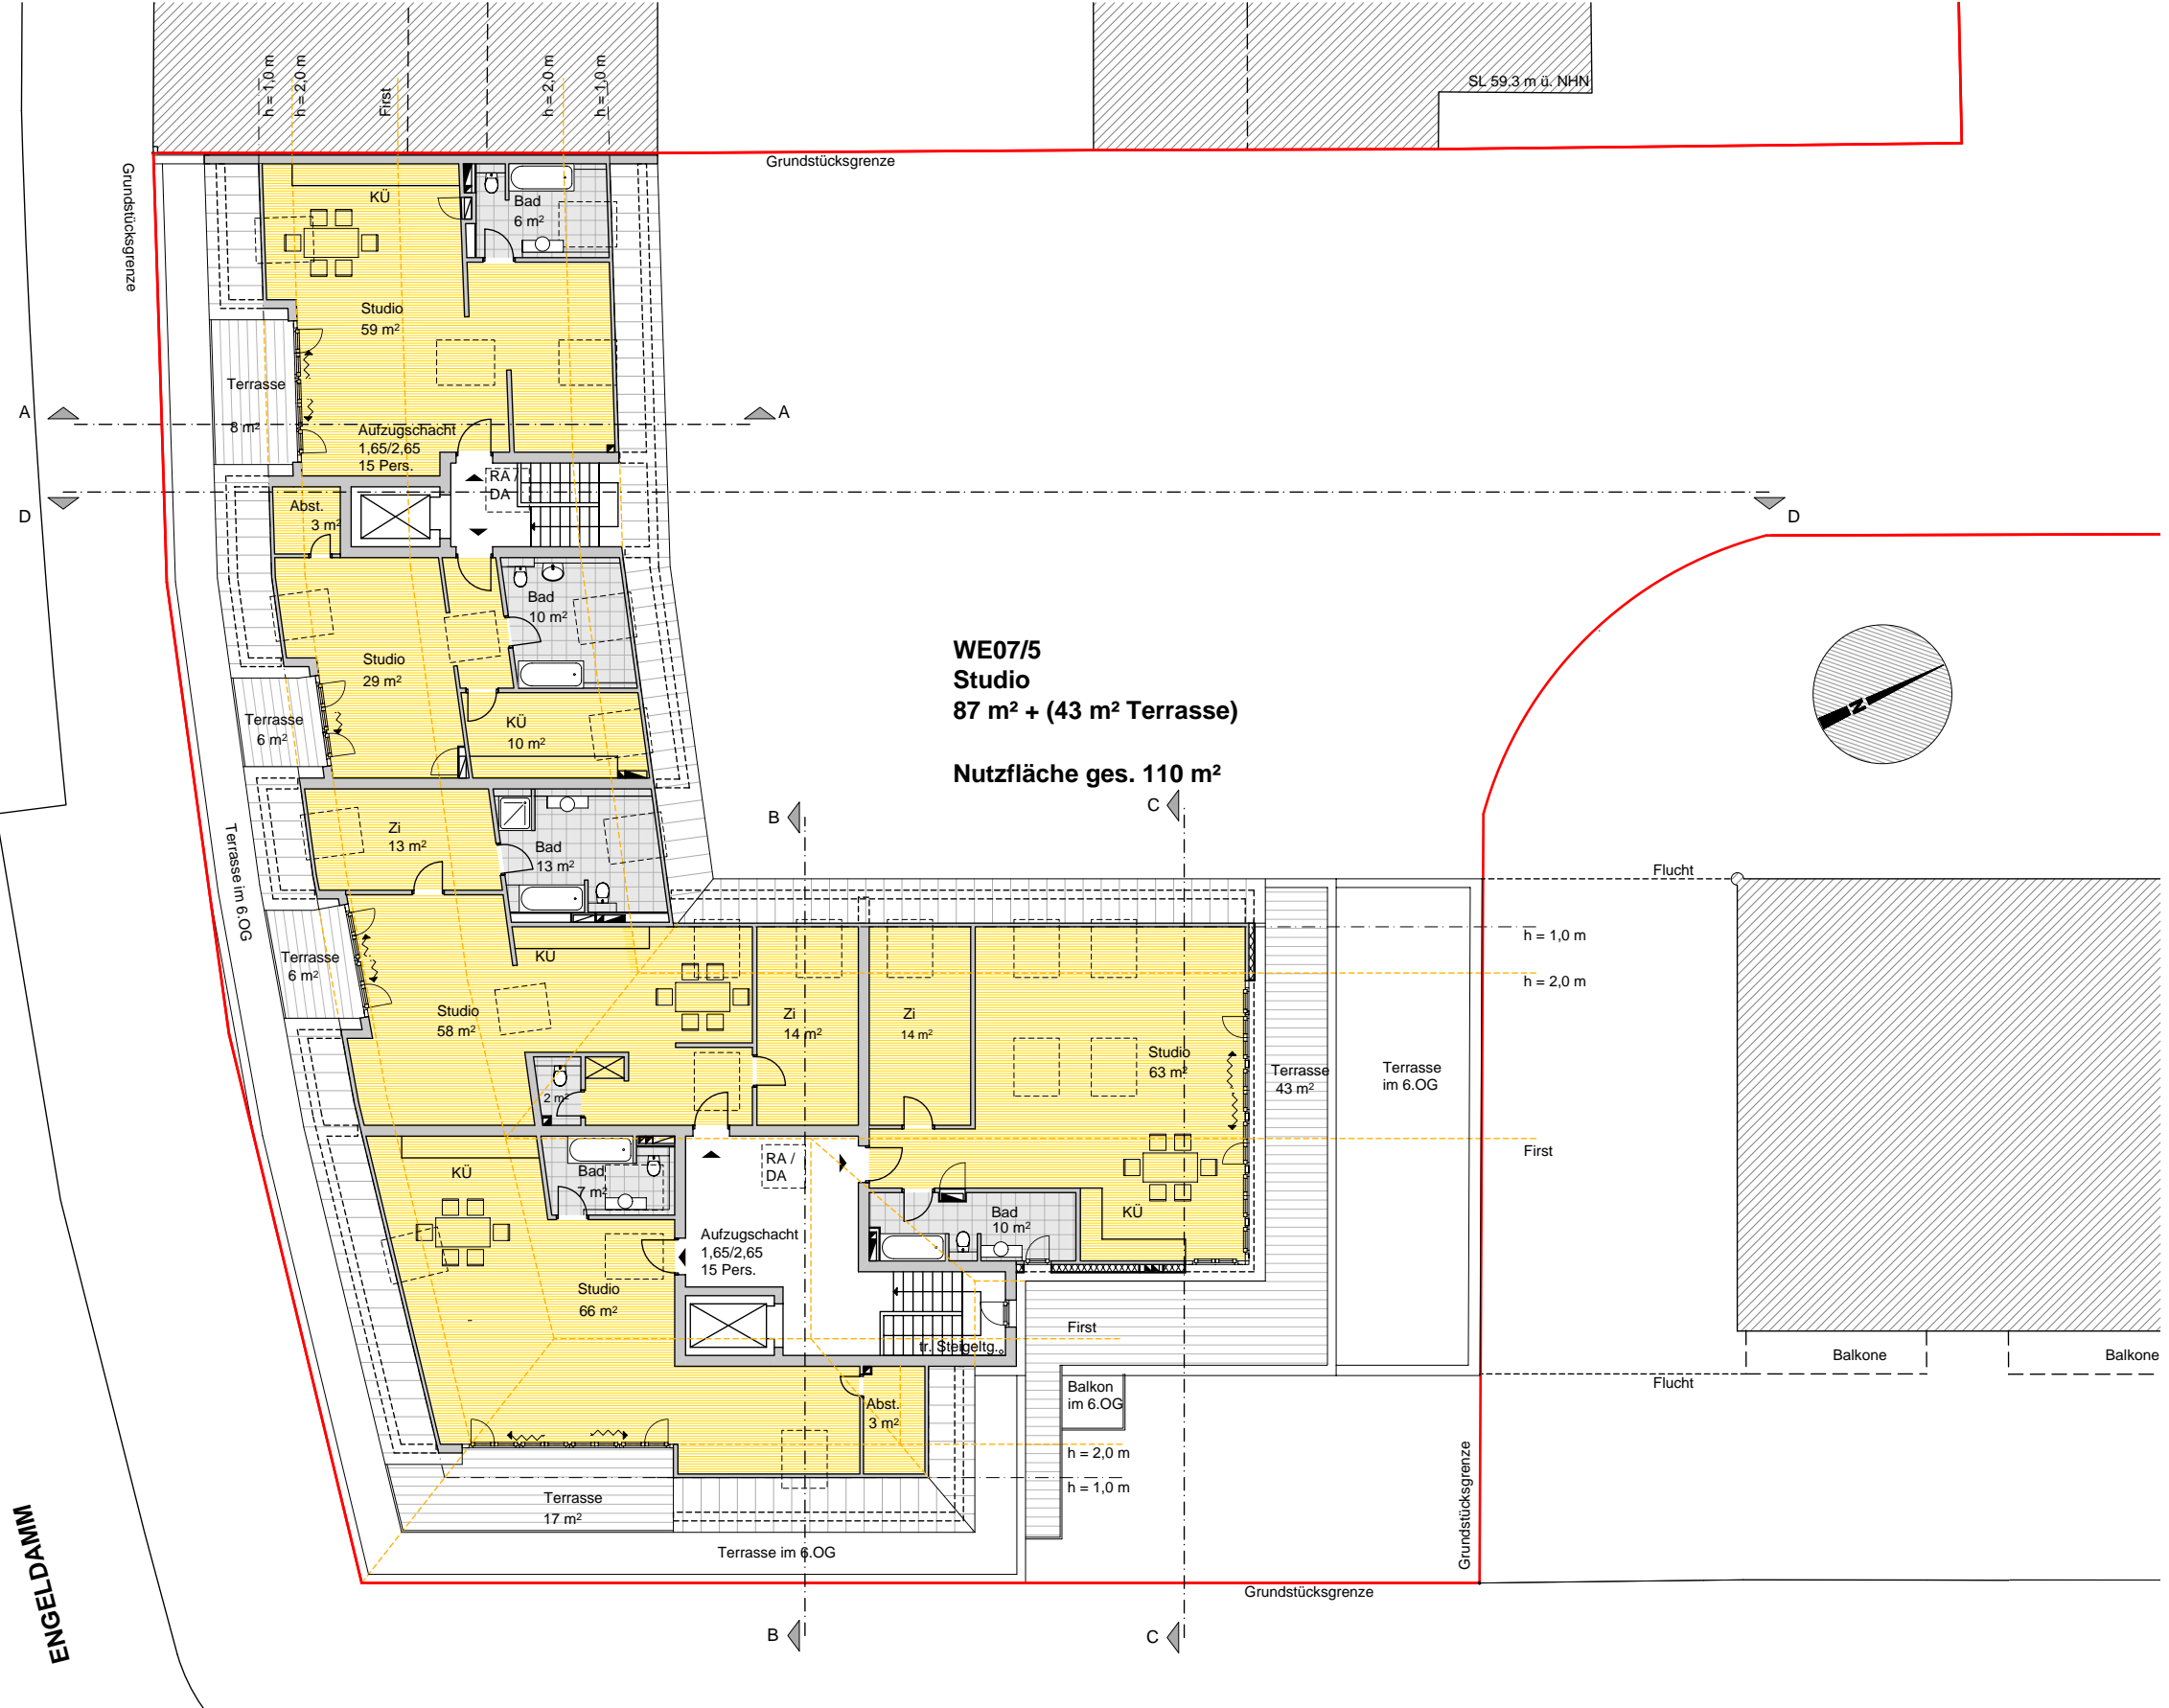 h = 1,0 m
h = 2,0 m
First
h = 2,0 m
h = 1,0 m
SL 59.3 m ü. NHN
Grundstücksgrenze
Grundstücksgrenze
KÜ
Bad
6 m²
Studio
59 m²
Terrasse
8 m²
A
A
Aufzugschacht
1,65/2,65
15 Pers.
RA /
DA
D
D
Abst.
3 m²
Bad
10 m²
Studio
29 m²
KÜ
10 m²
Terrasse
6 m²
WE07/5
Studio
87 m² + (43 m² Terrasse)
Nutzfläche ges. 110 m²
N
B
C
Zi
13 m²
Bad
13 m²
Terrasse im 6.OG
Flucht
h = 1,0 m
h = 2,0 m
Terrasse
6 m²
KÜ
Studio
58 m²
Zi
14 m²
Zi
14 m²
Studio
63 m²
Terrasse
43 m²
Terrasse
im 6.OG
2 m²
First
KÜ
Bad
7 m²
RA /
DA
Bad
10 m²
KÜ
Aufzugschacht
1,65/2,65
15 Pers.
Studio
66 m²
tr. Steigeltg.
First
Balkone
Balkone
Flucht
Balkon
im 6.OG
Abst.
3 m²
h = 2,0 m
h = 1,0 m
Terrasse
17 m²
Terrasse im 6.OG
Grundstücksgrenze
Grundstücksgrenze
ENGELDAMM
B
C